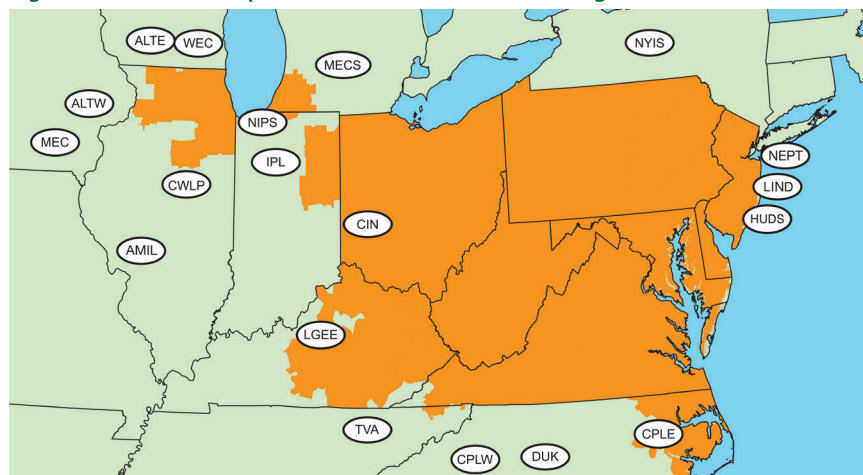 ALTE
WEC
NYIS
MECS
ALTW
NIPS
MEC
IPL
NEPT
CWLP
LIND
HUDS
CIN
AMIL
LGEE
TVA
CPLE
CPLW
DUK